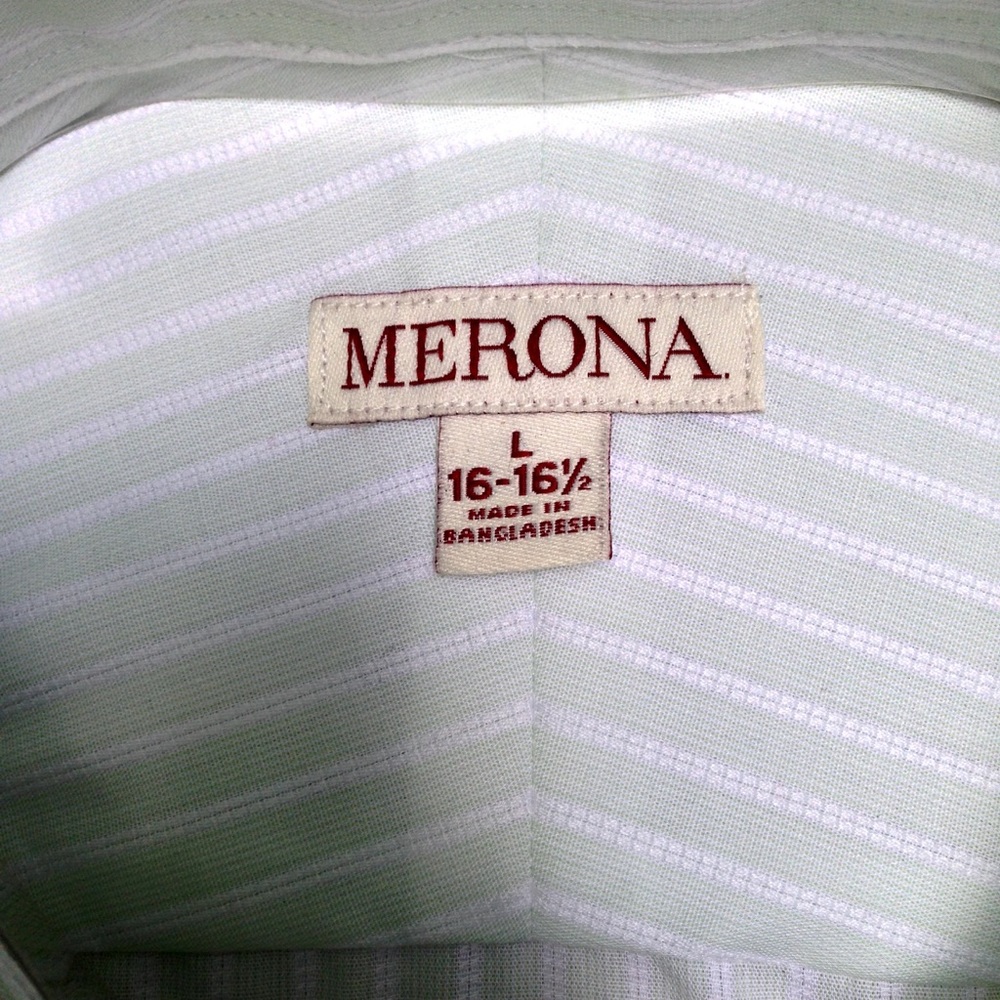 MERONA.
L
16-16½
MADE IN
BANGLADESH